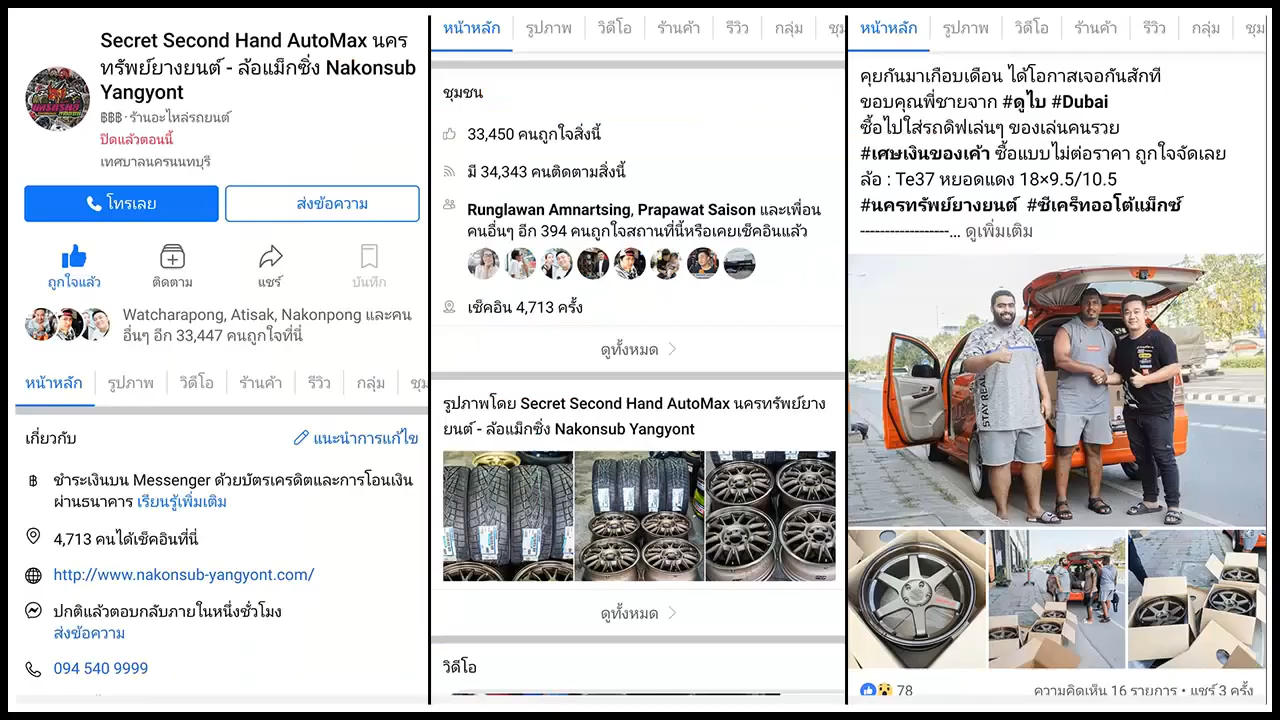 Secret Second Hand AutoMax นคร
ทรัพย์ยางยนต์ - ล้อแม็กซิ่ง Nakonsub
Yangyont
฿฿฿ · ร้านอะไหล่รถยนต์
ปิดแล้วตอนนี้
เทศบาลนครนนทบุรี
โทรเลย
ส่งข้อความ
ถูกใจแล้ว
ติดตาม
แชร์
บันทึก
Watcharapong, Atisak, Nakonpong และคน
อื่นๆ อีก 33,447 คนถูกใจที่นี่
หน้าหลัก รูปภาพ วิดีโอ ร้านค้า รีวิว กลุ่ม ชุม
เกี่ยวกับ
แนะนำการแก้ไข
฿ ชำระเงินบน Messenger ด้วยบัตรเครดิตและการโอนเงิน
ผ่านธนาคาร เรียนรู้เพิ่มเติม
4,713 คนได้เช็คอินที่นี่
http://www.nakonsub-yangyont.com/
ปกติแล้วตอบกลับภายในหนึ่งชั่วโมง
ส่งข้อความ
094 540 9999
หน้าหลัก รูปภาพ วิดีโอ ร้านค้า รีวิว กลุ่ม ชุ
ชุมชน
33,450 คนถูกใจสิ่งนี้
มี 34,343 คนติดตามสิ่งนี้
Runglawan Amnartsing, Prapawat Saison และเพื่อน
คนอื่นๆ อีก 394 คนถูกใจสถานที่นี้หรือเคยเช็คอินแล้ว
เช็คอิน 4,713 ครั้ง
ดูทั้งหมด
รูปภาพโดย Secret Second Hand AutoMax นครทรัพย์ยาง
ยนต์ - ล้อแม็กซิ่ง Nakonsub Yangyont
ดูทั้งหมด
วิดีโอ
หน้าหลัก รูปภาพ วิดีโอ ร้านค้า รีวิว กลุ่ม ชุม
คุยกันมาเกือบเดือน ได้โอกาสเจอกันสักที
ขอบคุณพี่ชายจาก #ดูไบ #Dubai
ซื้อไปใส่รถดิฟเล่นๆ ของเล่นคนรวย
#เศษเงินของเค้า ซื้อแบบไม่ต่อราคา ถูกใจจัดเลย
ล้อ : Te37 หยอดแดง 18×9.5/10.5
#นครทรัพย์ยางยนต์ #ซีเคร็ทออโต้แม็กซ์
------------------... ดูเพิ่มเติม
STAY REAL
78
ความคิดเห็น 16 รายการ • แชร์ 3 ครั้ง